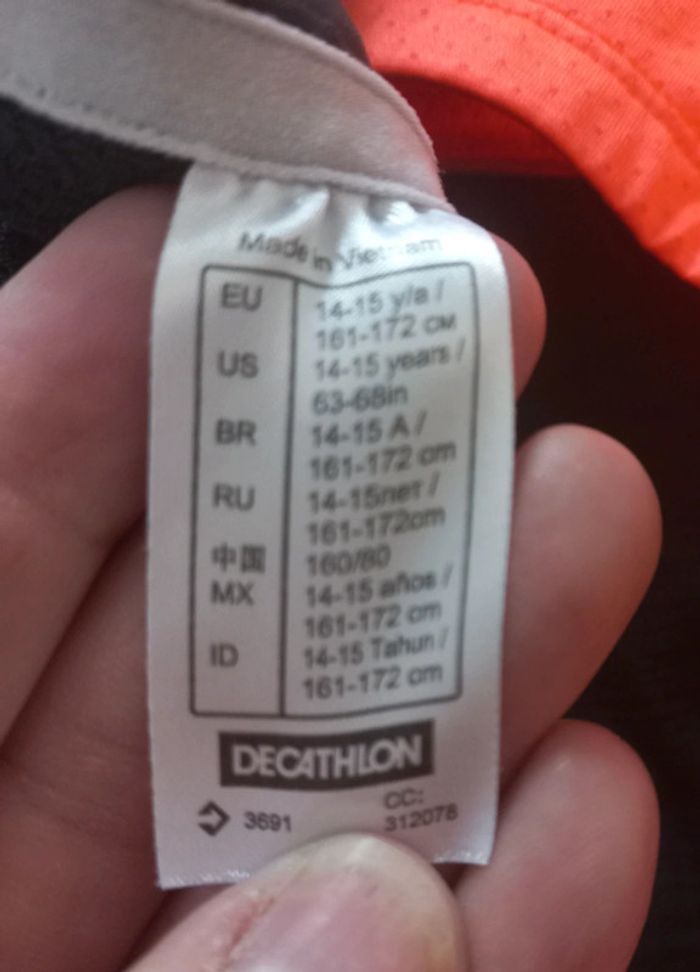 Made in Vietnam
EU 14-15 y/a /
161-172 см
US 14-15 years /
63-68in
BR 14-15 A /
161-172 cm
RU 14-15лет /
161-172cm
中国 160/80
MX 14-15 años /
161-172 cm
ID 14-15 Tahun /
161-172 cm
DECATHLON
3691 CC:
312078